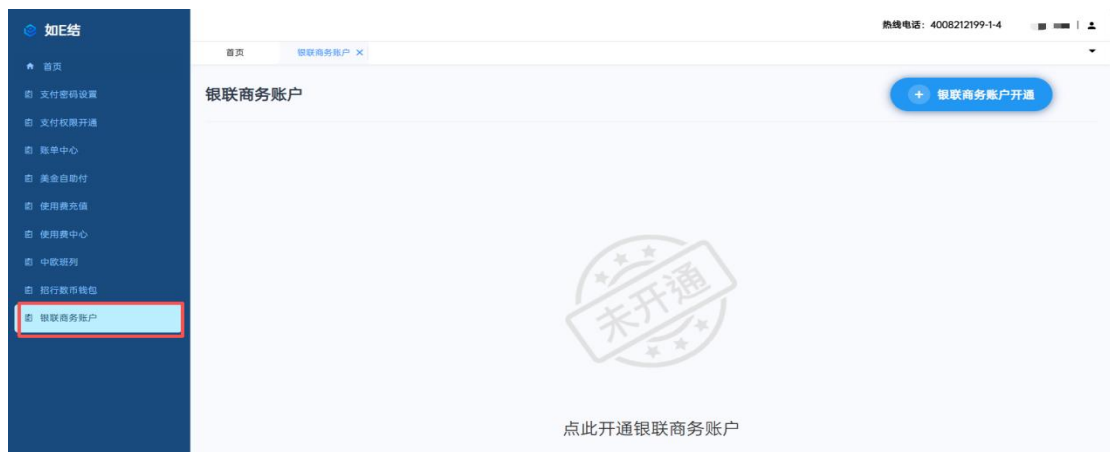 如E结
热线电话：4008212199-1-4
首页
银联商务账户 ×
首页
支付密码设置
支付权限开通
账单中心
美金自助付
使用费充值
使用费中心
中欧班列
招行数币钱包
银联商务账户
银联商务账户
+ 银联商务账户开通
未开通
点此开通银联商务账户